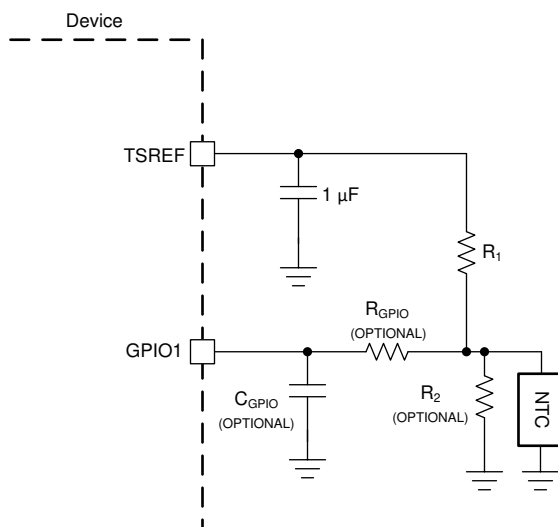 Device
TSREF
1 µF
R1
RGPIO
(OPTIONAL)
GPIO1
CGPIO
(OPTIONAL)
R2
(OPTIONAL)
NTC